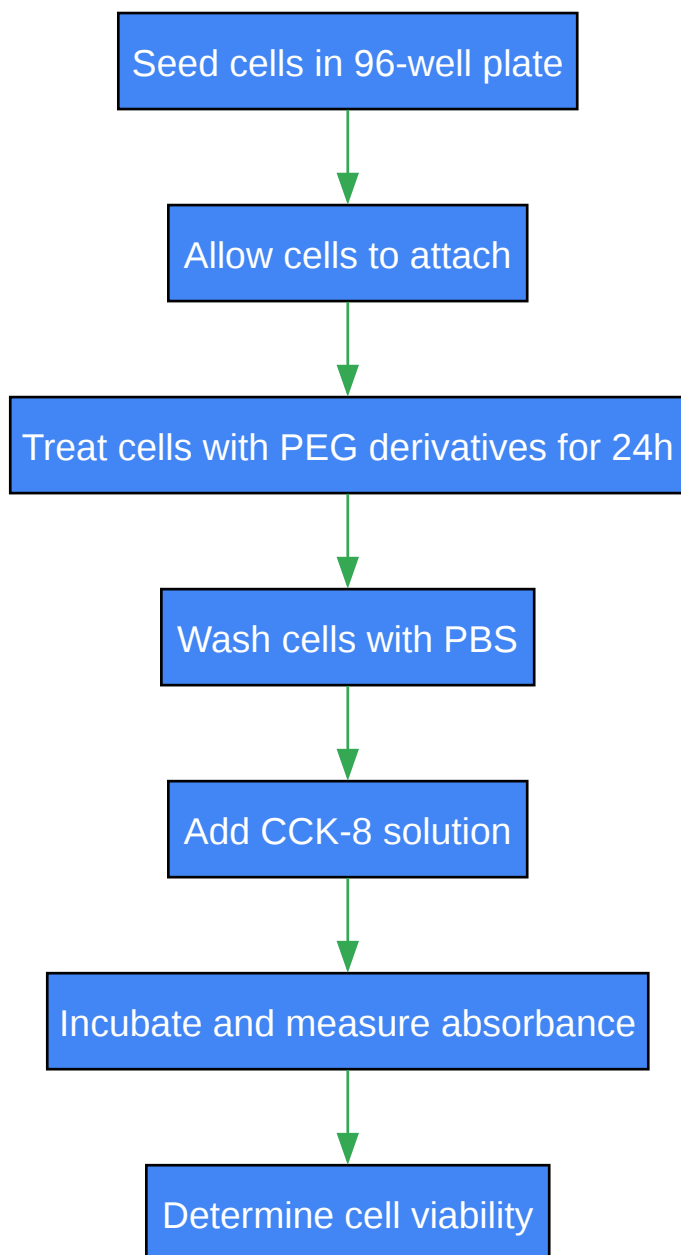 Seed cells in 96-well plate
Allow cells to attach
Treat cells with PEG derivatives for 24h
Wash cells with PBS
Add CCK-8 solution
Incubate and measure absorbance
Determine cell viability